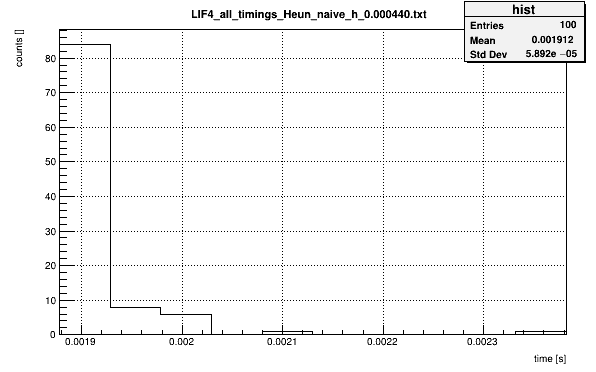 LIF4_all_timings_Heun_naive_h_0.000440.txt
hist
Entries 100
Mean 0.001912
Std Dev 5.892e −05
counts []
80
70
60
50
40
30
20
10
0
0.0019 0.002 0.0021 0.0022 0.0023
time [s]